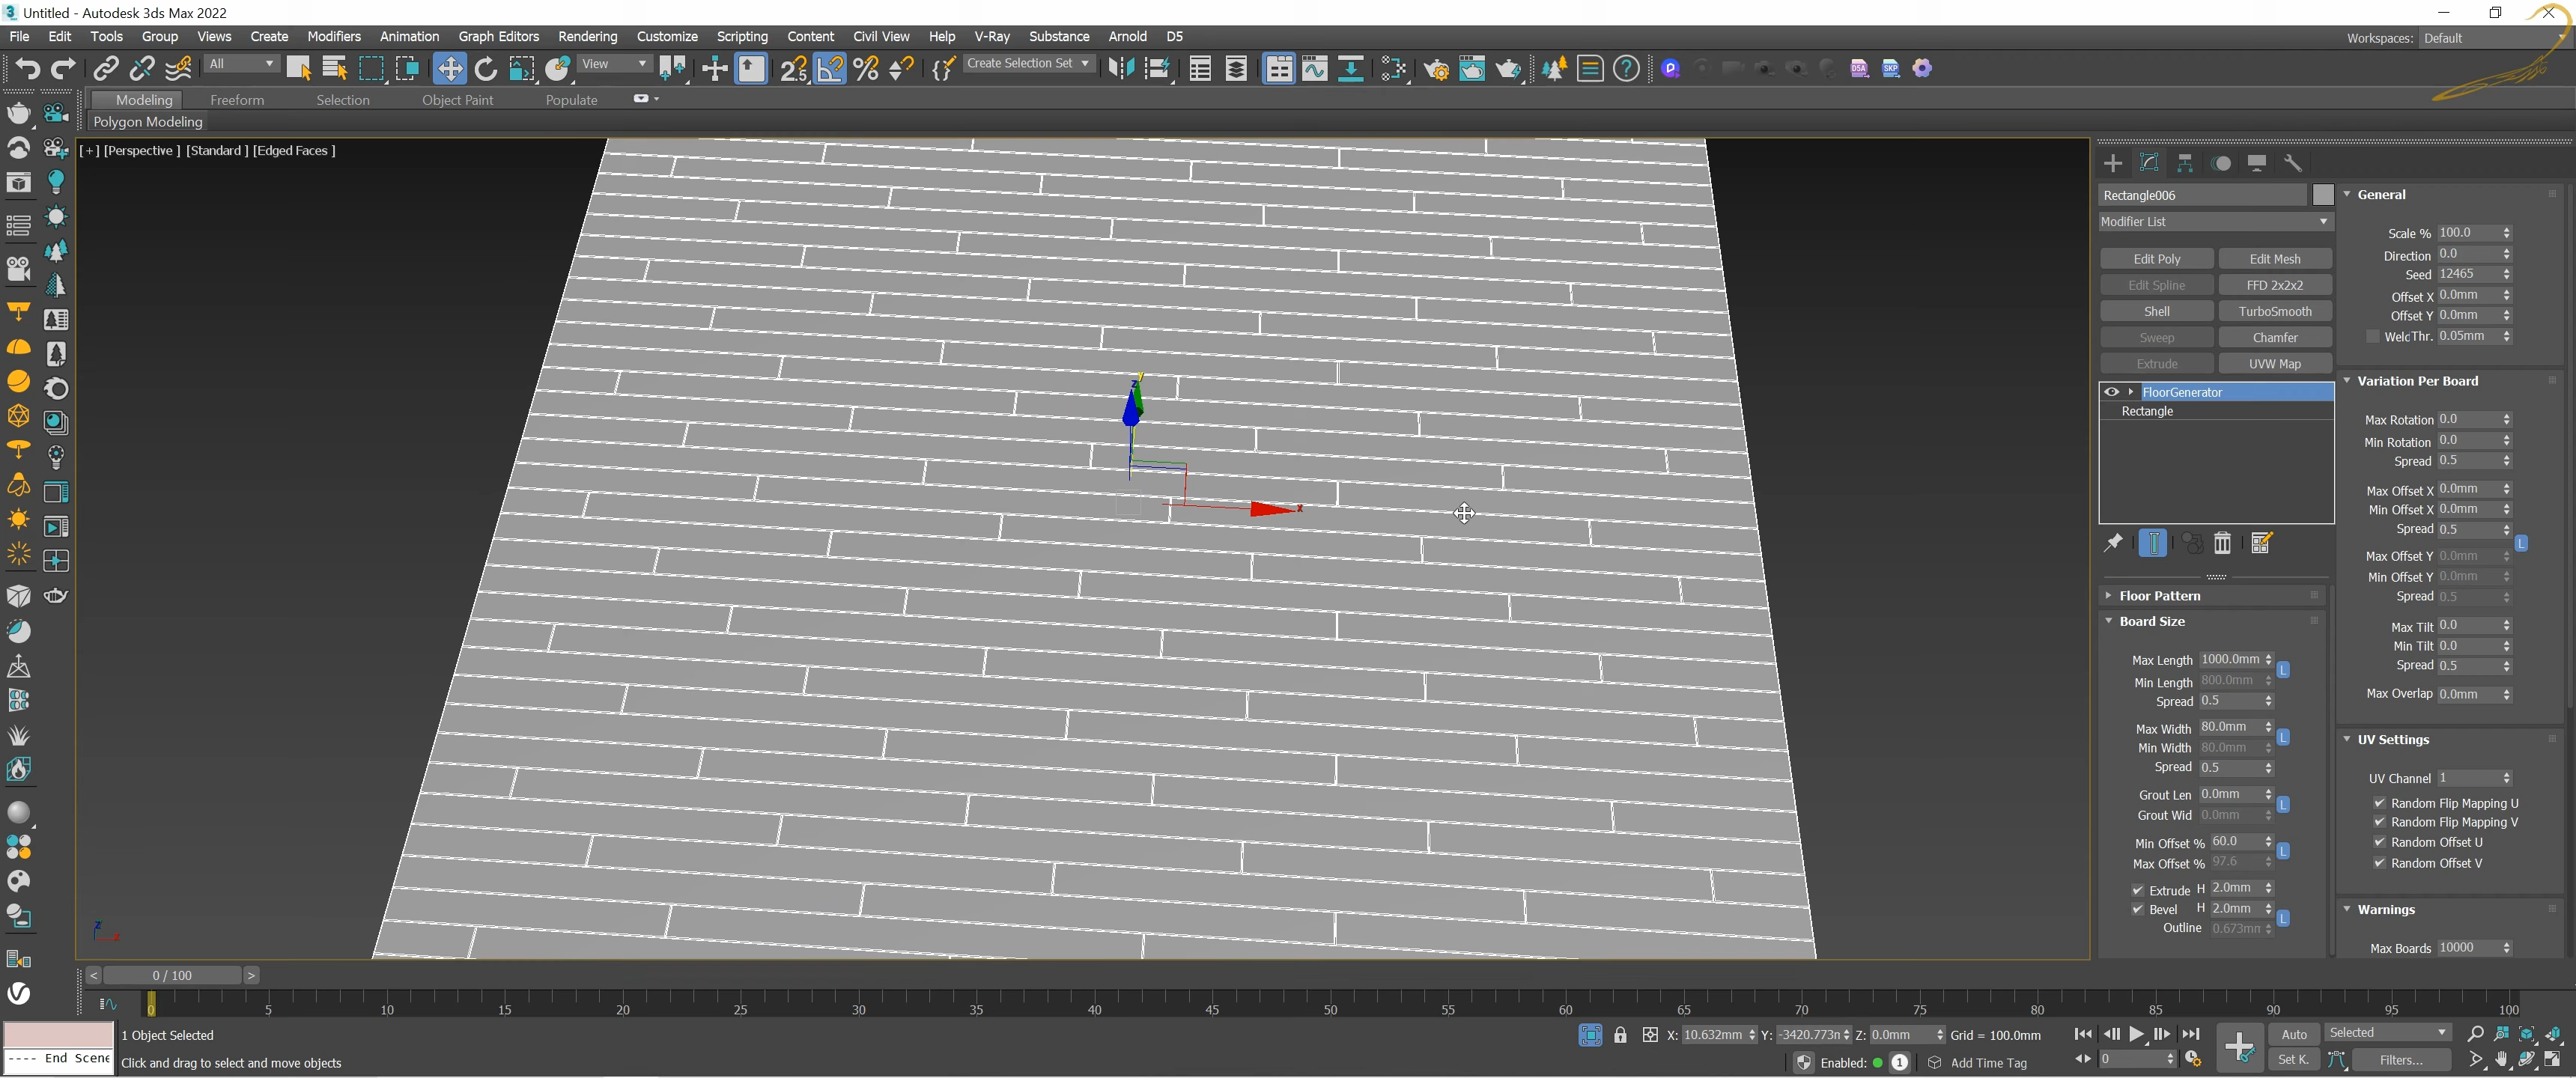 Untitled - Autodesk 3ds Max 2022
File Edit Tools Group Views Create Modifiers Animation Graph Editors Rendering Customize Scripting Content Civil View Help V-Ray Substance Arnold D5
Workspaces: Default
All
View
Create Selection Set
Modeling Freeform Selection Object Paint Populate
Polygon Modeling
[+] [Perspective ] [Standard ] [Edged Faces ]
Rectangle006
Modifier List
Edit Poly Edit Mesh
Edit Spline FFD 2x2x2
Shell TurboSmooth
Sweep Chamfer
Extrude UVW Map
FloorGenerator
Rectangle
Floor Pattern
Board Size
Max Length 1000.0mm L
Min Length 800.0mm
Spread 0.5
Max Width 80.0mm L
Min Width 80.0mm
Spread 0.5
Grout Len 0.0mm L
Grout Wid 0.0mm
Min Offset % 60.0 L
Max Offset % 97.6
Extrude H 2.0mm
Bevel H 2.0mm L
Outline 0.673mm
General
Scale % 100.0
Direction 0.0
Seed 12465
Offset X 0.0mm
Offset Y 0.0mm
WelcThr. 0.05mm
Variation Per Board
Max Rotation 0.0
Min Rotation 0.0
Spread 0.5
Max Offset X 0.0mm
Min Offset X 0.0mm
Spread 0.5 L
Max Offset Y 0.0mm
Min Offset Y 0.0mm
Spread 0.5
Max Tilt 0.0
Min Tilt 0.0
Spread 0.5
Max Overlap 0.0mm
UV Settings
UV Channel 1
Random Flip Mapping U
Random Flip Mapping V
Random Offset U
Random Offset V
Warnings
Max Boards 10000
z y
x
z
x
< 0 / 100 >
0 5 10 15 20 25 30 35 40 45 50 55 60 65 70 75 80 85 90 95 100
1 Object Selected
X: 10.632mm Y: -3420.773n Z: 0.0mm Grid = 100.0mm
Auto Selected
---- End Scene
Click and drag to select and move objects
Enabled: 1 Add Time Tag
0
Set K. Filters...